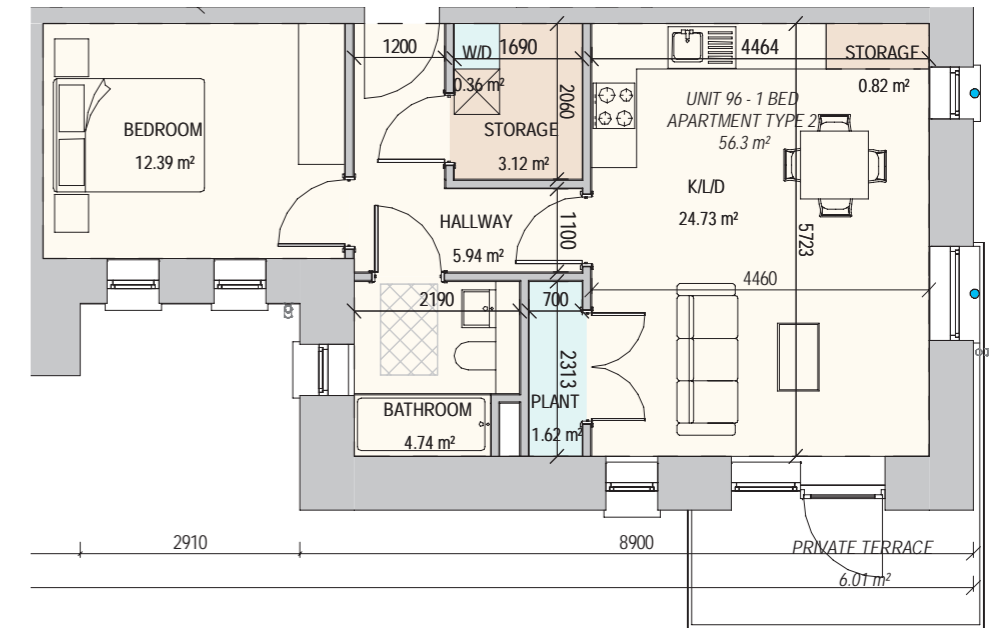 1200
W/D
1690
0.36 m²
4464
STORAGE
0.82 m²
UNIT 96 - 1 BED
APARTMENT TYPE 2
56.3 m²
BEDROOM
12.39 m²
2060
STORAGE
3.12 m²
K/L/D
24.73 m²
HALLWAY
5.94 m²
1100
5723
4460
2190
700
2313
BATHROOM
4.74 m²
PLANT
1.62 m²
2910
8900
PRIVATE TERRACE
6.01 m²